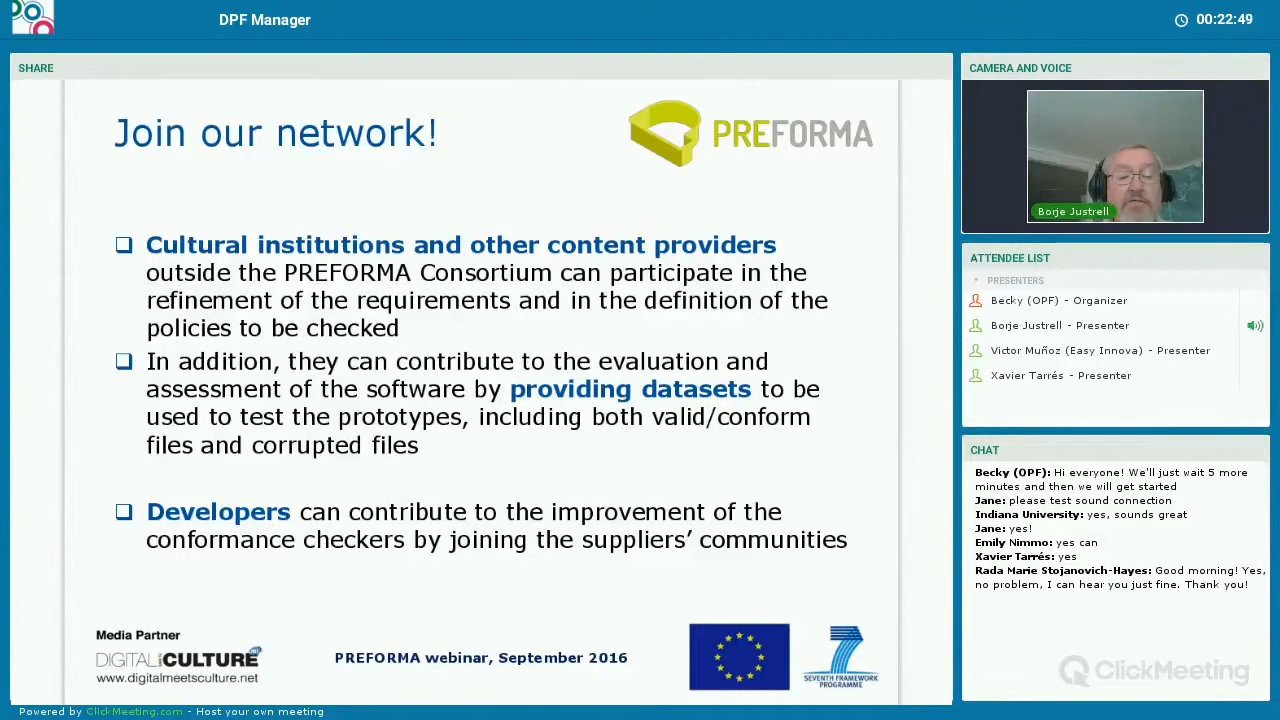 DPF Manager
00:22:49
SHARE
Join our network!
PREFORMA
❑ Cultural institutions and other content providers
outside the PREFORMA Consortium can participate in the
refinement of the requirements and in the definition of the
policies to be checked
❑ In addition, they can contribute to the evaluation and
assessment of the software by providing datasets to be
used to test the prototypes, including both valid/conform
files and corrupted files
❑ Developers can contribute to the improvement of the
conformance checkers by joining the suppliers’ communities
Media Partner
DIGITAL meets CULTURE .net
www.digitalmeetsculture.net
PREFORMA webinar, September 2016
SEVENTH FRAMEWORK
PROGRAMME
CAMERA AND VOICE
Borje Justrell
ATTENDEE LIST
PRESENTERS
Becky (OPF) - Organizer
Borje Justrell - Presenter
Victor Muñoz (Easy Innova) - Presenter
Xavier Tarrés - Presenter
CHAT
Becky (OPF): Hi everyone! We'll just wait 5 more
minutes and then we will get started
Jane: please test sound connection
Indiana University: yes, sounds great
Jane: yes!
Emily Nimmo: yes can
Xavier Tarrés: yes
Rada Marie Stojanovich-Hayes: Good morning! Yes,
no problem, I can hear you just fine. Thank you!
ClickMeeting
Powered by ClickMeeting.com - Host your own meeting